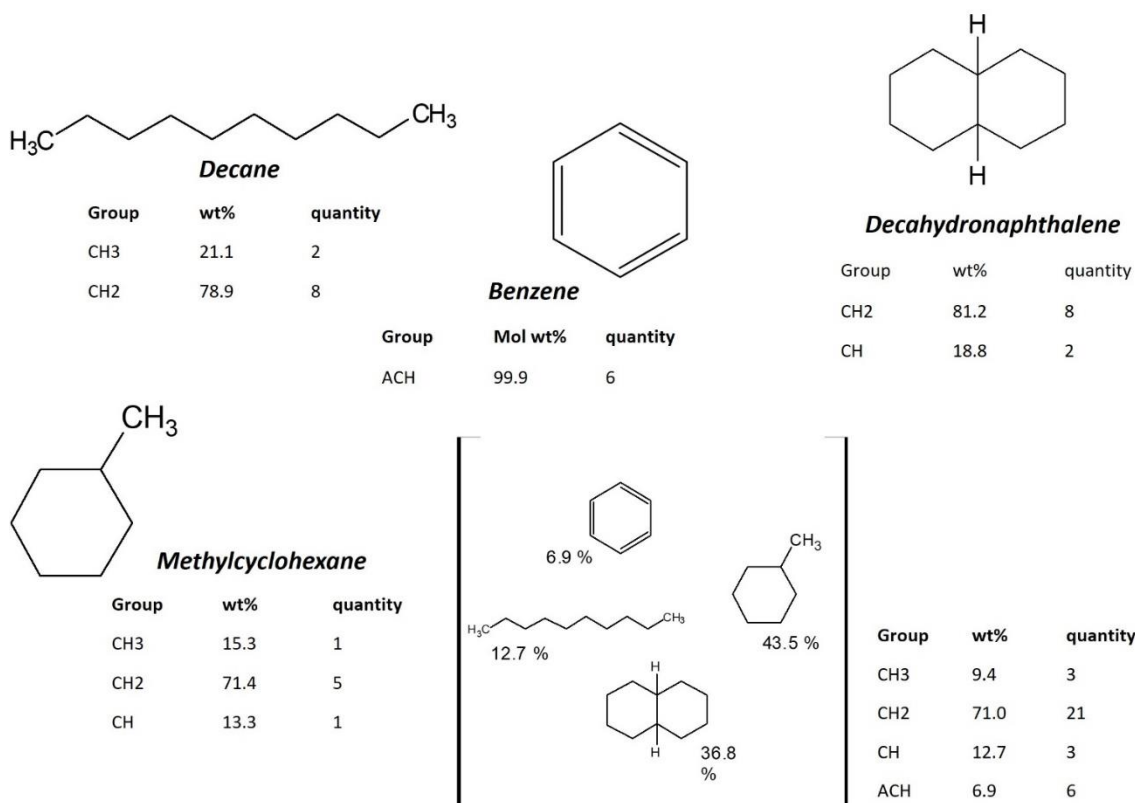 H₃C CH₃
Decane
Group wt% quantity
CH3 21.1 2
CH2 78.9 8
Benzene
Group Mol wt% quantity
ACH 99.9 6
H
H
Decahydronaphthalene
Group wt% quantity
CH2 81.2 8
CH 18.8 2
CH₃
Methylcyclohexane
Group wt% quantity
CH3 15.3 1
CH2 71.4 5
CH 13.3 1
6.9 %
CH₃
43.5 %
H₃C CH₃
12.7 %
H
H
36.8
%
Group wt% quantity
CH3 9.4 3
CH2 71.0 21
CH 12.7 3
ACH 6.9 6